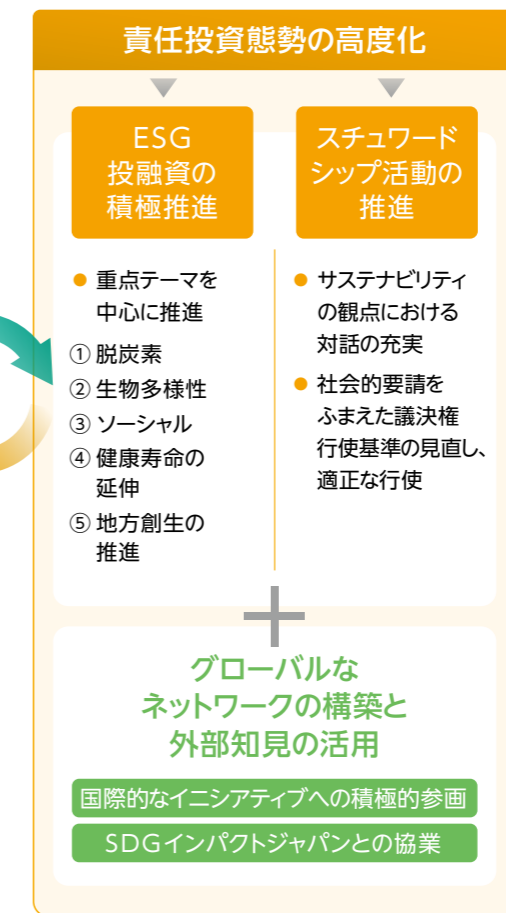 責任投資態勢の高度化
ESG
投融資の
積極推進
● 重点テーマを
中心に推進
① 脱炭素
② 生物多様性
③ ソーシャル
④ 健康寿命の
延伸
⑤ 地方創生の
推進
スチュワード
シップ活動の
推進
● サステナビリティ
の観点における
対話の充実
● 社会的要請を
ふまえた議決権
行使基準の見直し、
適正な行使
+
グローバルな
ネットワークの構築と
外部知見の活用
国際的なイニシアティブへの積極的参画
SDGインパクトジャパンとの協業